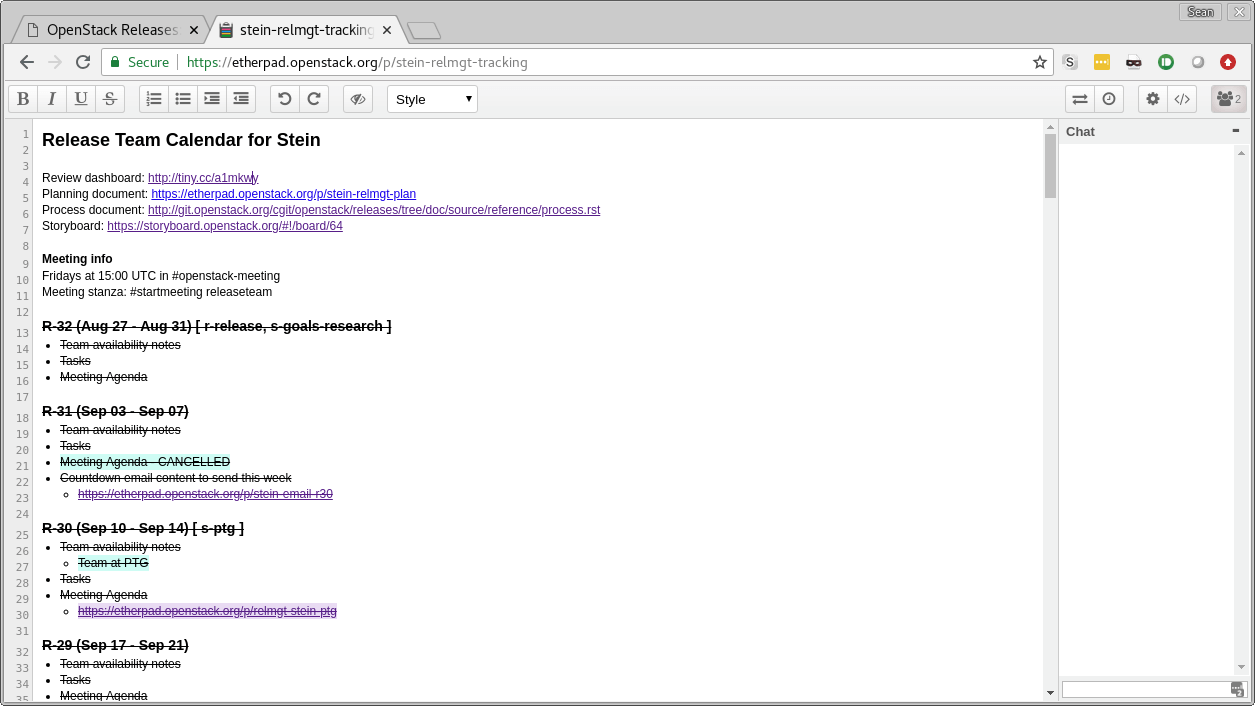 Sean
OpenStack Releases
stein-relmgt-tracking
Secure
https://etherpad.openstack.org/p/stein-relmgt-tracking
S
B I U S
Style
2
1
2
3
4
5
6
7
8
9
10
11
12
13
14
15
16
17
18
19
20
21
22
23
24
25
26
27
28
29
30
31
32
33
34
35
Release Team Calendar for Stein
Review dashboard: http://tiny.cc/a1mkwy
Planning document: https://etherpad.openstack.org/p/stein-relmgt-plan
Process document: http://git.openstack.org/cgit/openstack/releases/tree/doc/source/reference/process.rst
Storyboard: https://storyboard.openstack.org/#!/board/64
Meeting info
Fridays at 15:00 UTC in #openstack-meeting
Meeting stanza: #startmeeting releaseteam
R-32 (Aug 27 - Aug 31) [ r-release, s-goals-research ]
Team availability notes
Tasks
Meeting Agenda
R-31 (Sep 03 - Sep 07)
Team availability notes
Tasks
Meeting Agenda - CANCELLED
Countdown email content to send this week
https://etherpad.openstack.org/p/stein-email-r30
R-30 (Sep 10 - Sep 14) [ s-ptg ]
Team availability notes
Team at PTG
Tasks
Meeting Agenda
https://etherpad.openstack.org/p/relmgt-stein-ptg
R-29 (Sep 17 - Sep 21)
Team availability notes
Tasks
Meeting Agenda
Chat
2